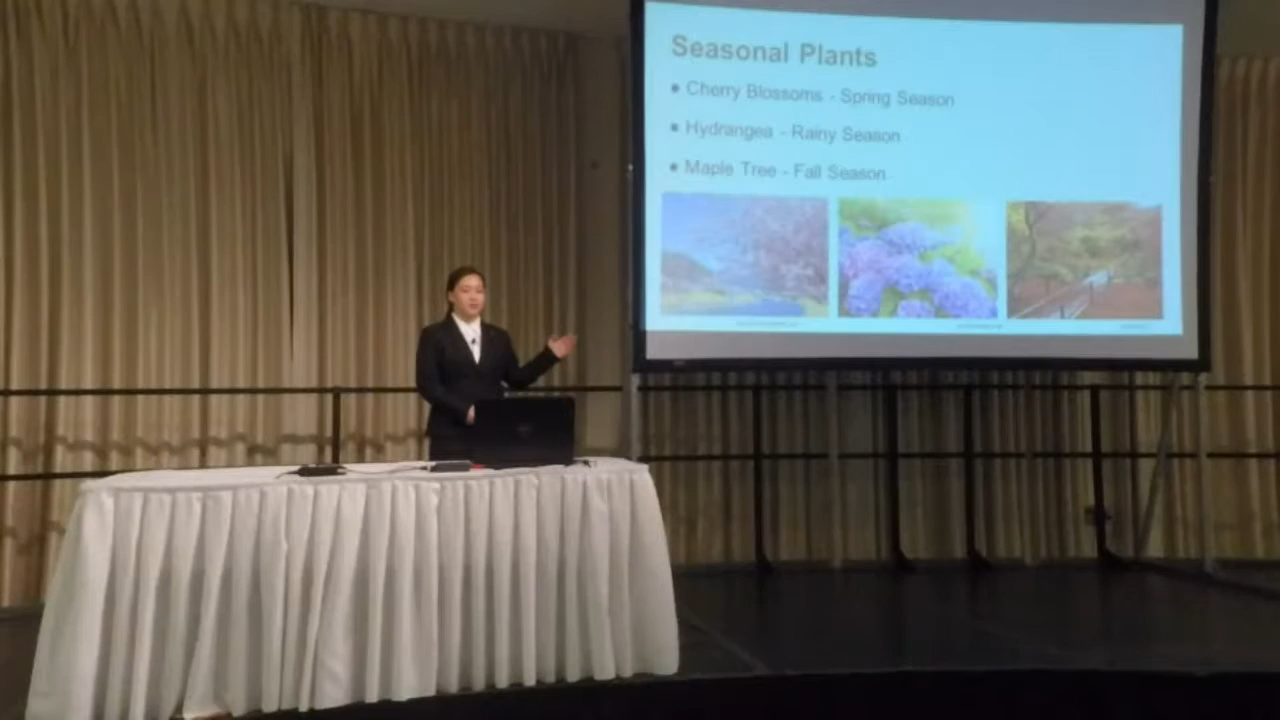 Seasonal Plants
Cherry Blossoms - Spring Season
Hydrangea - Rainy Season
Maple Tree - Fall Season